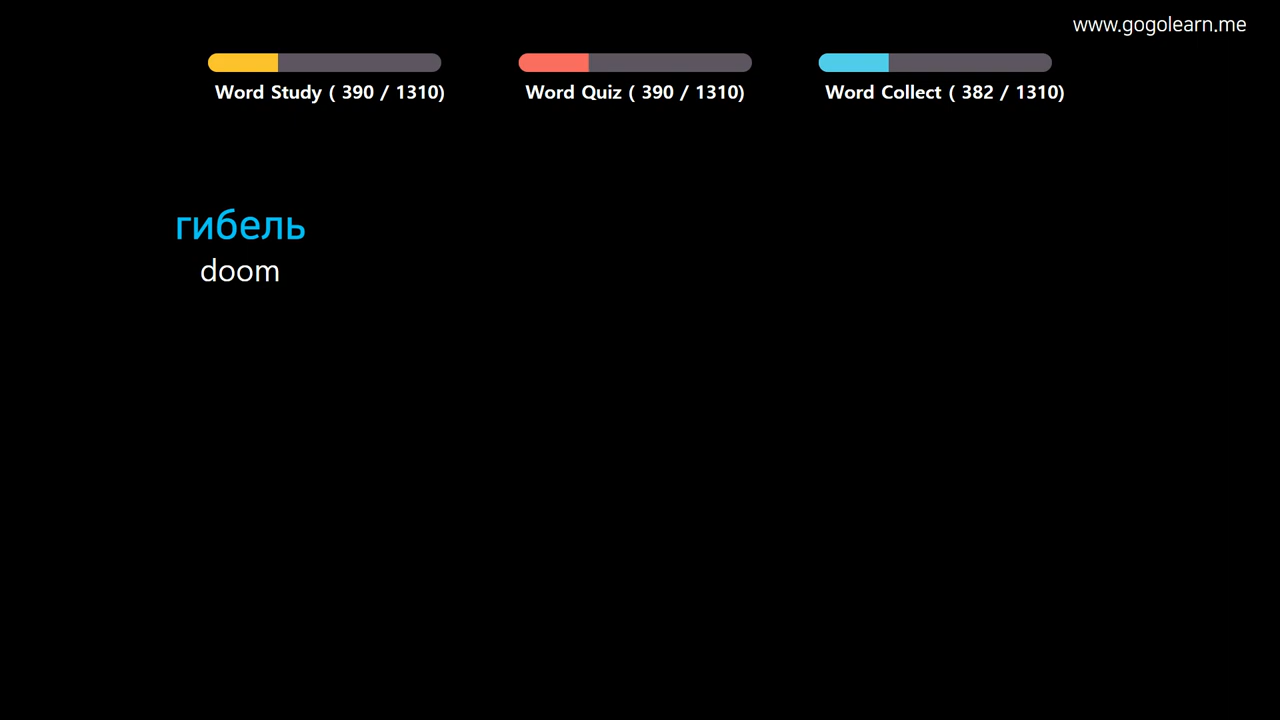 www.gogolearn.me
Word Study ( 390 / 1310)
Word Quiz ( 390 / 1310)
Word Collect ( 382 / 1310)
гибель
doom